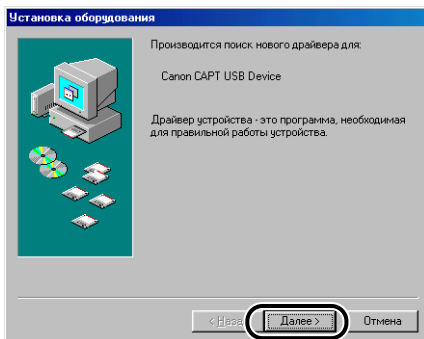 Установка оборудования
Производится поиск нового драйвера для:
Canon CAPT USB Device
Драйвер устройства - это программа, необходимая
для правильной работы устройства.
Далее >
Отмена